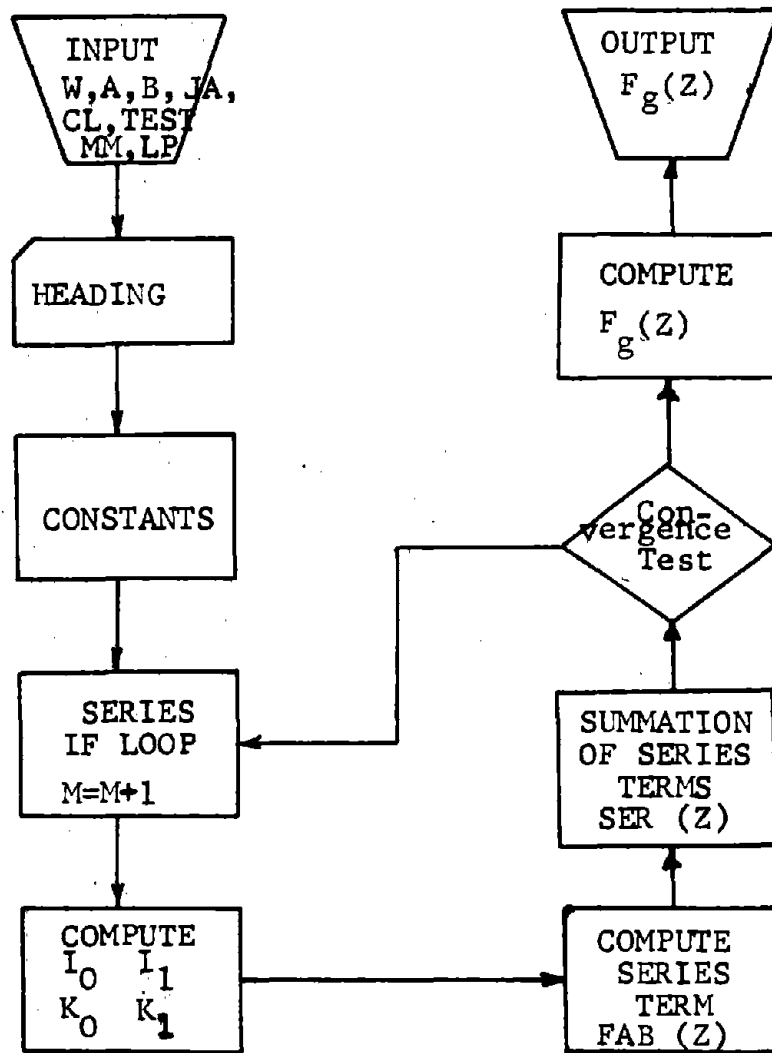 INPUT
W,A,B,JA,
CL,TEST
MM,LP
HEADING
CONSTANTS
SERIES
IF LOOP
M=M+1
COMPUTE
I0 I1
K0 K1
COMPUTE
SERIES
TERM
FAB (Z)
SUMMATION
OF SERIES
TERMS
SER (Z)
Con-
vergence
Test
COMPUTE
Fg(Z)
OUTPUT
Fg(Z)